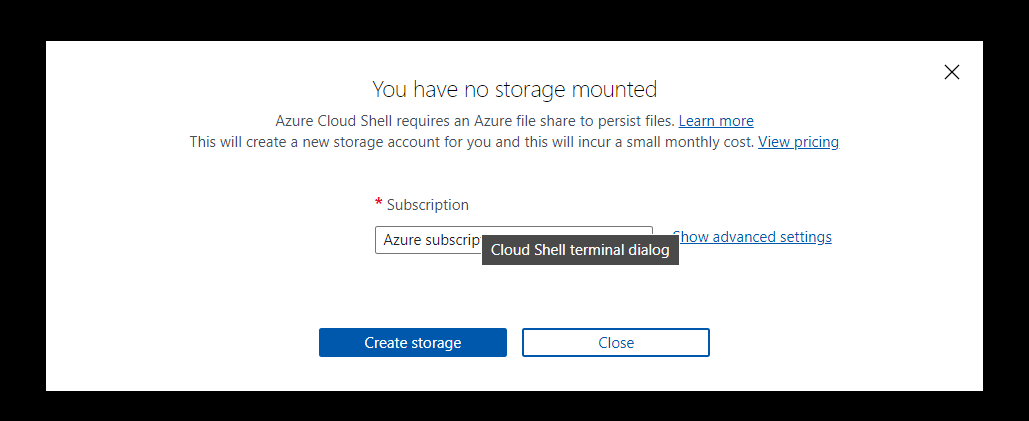 You have no storage mounted
Azure Cloud Shell requires an Azure file share to persist files. Learn more
This will create a new storage account for you and this will incur a small monthly cost. View pricing
* Subscription
Azure subscrip
Show advanced settings
Cloud Shell terminal dialog
Create storage
Close